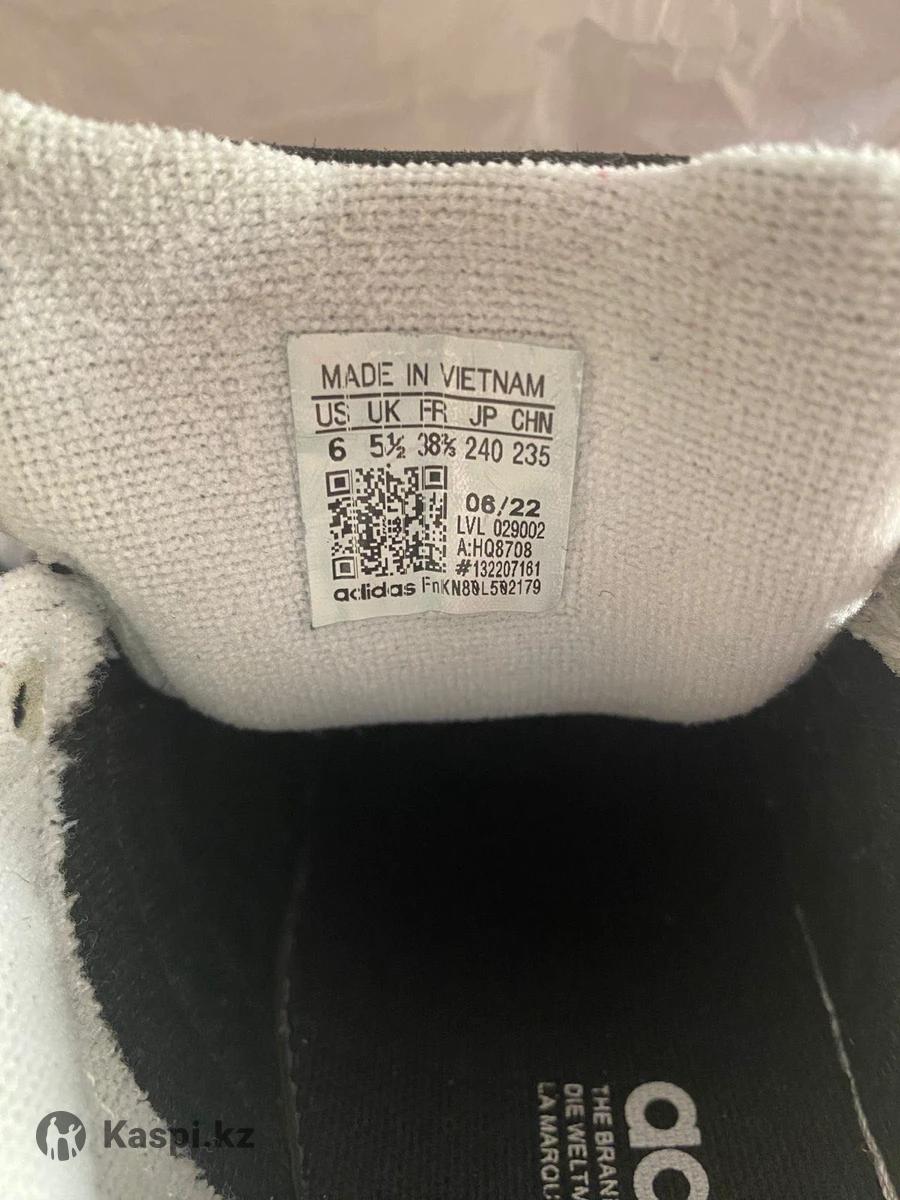 MADE IN VIETNAM
US UK FR JP CHN
6 5½ 38⅔ 240 235
06/22
LVL 029002
A:HQ8708
#132207161
adidas
THE BRAN
DIE WELTM
LA MARQU
ad
Kaspi.kz